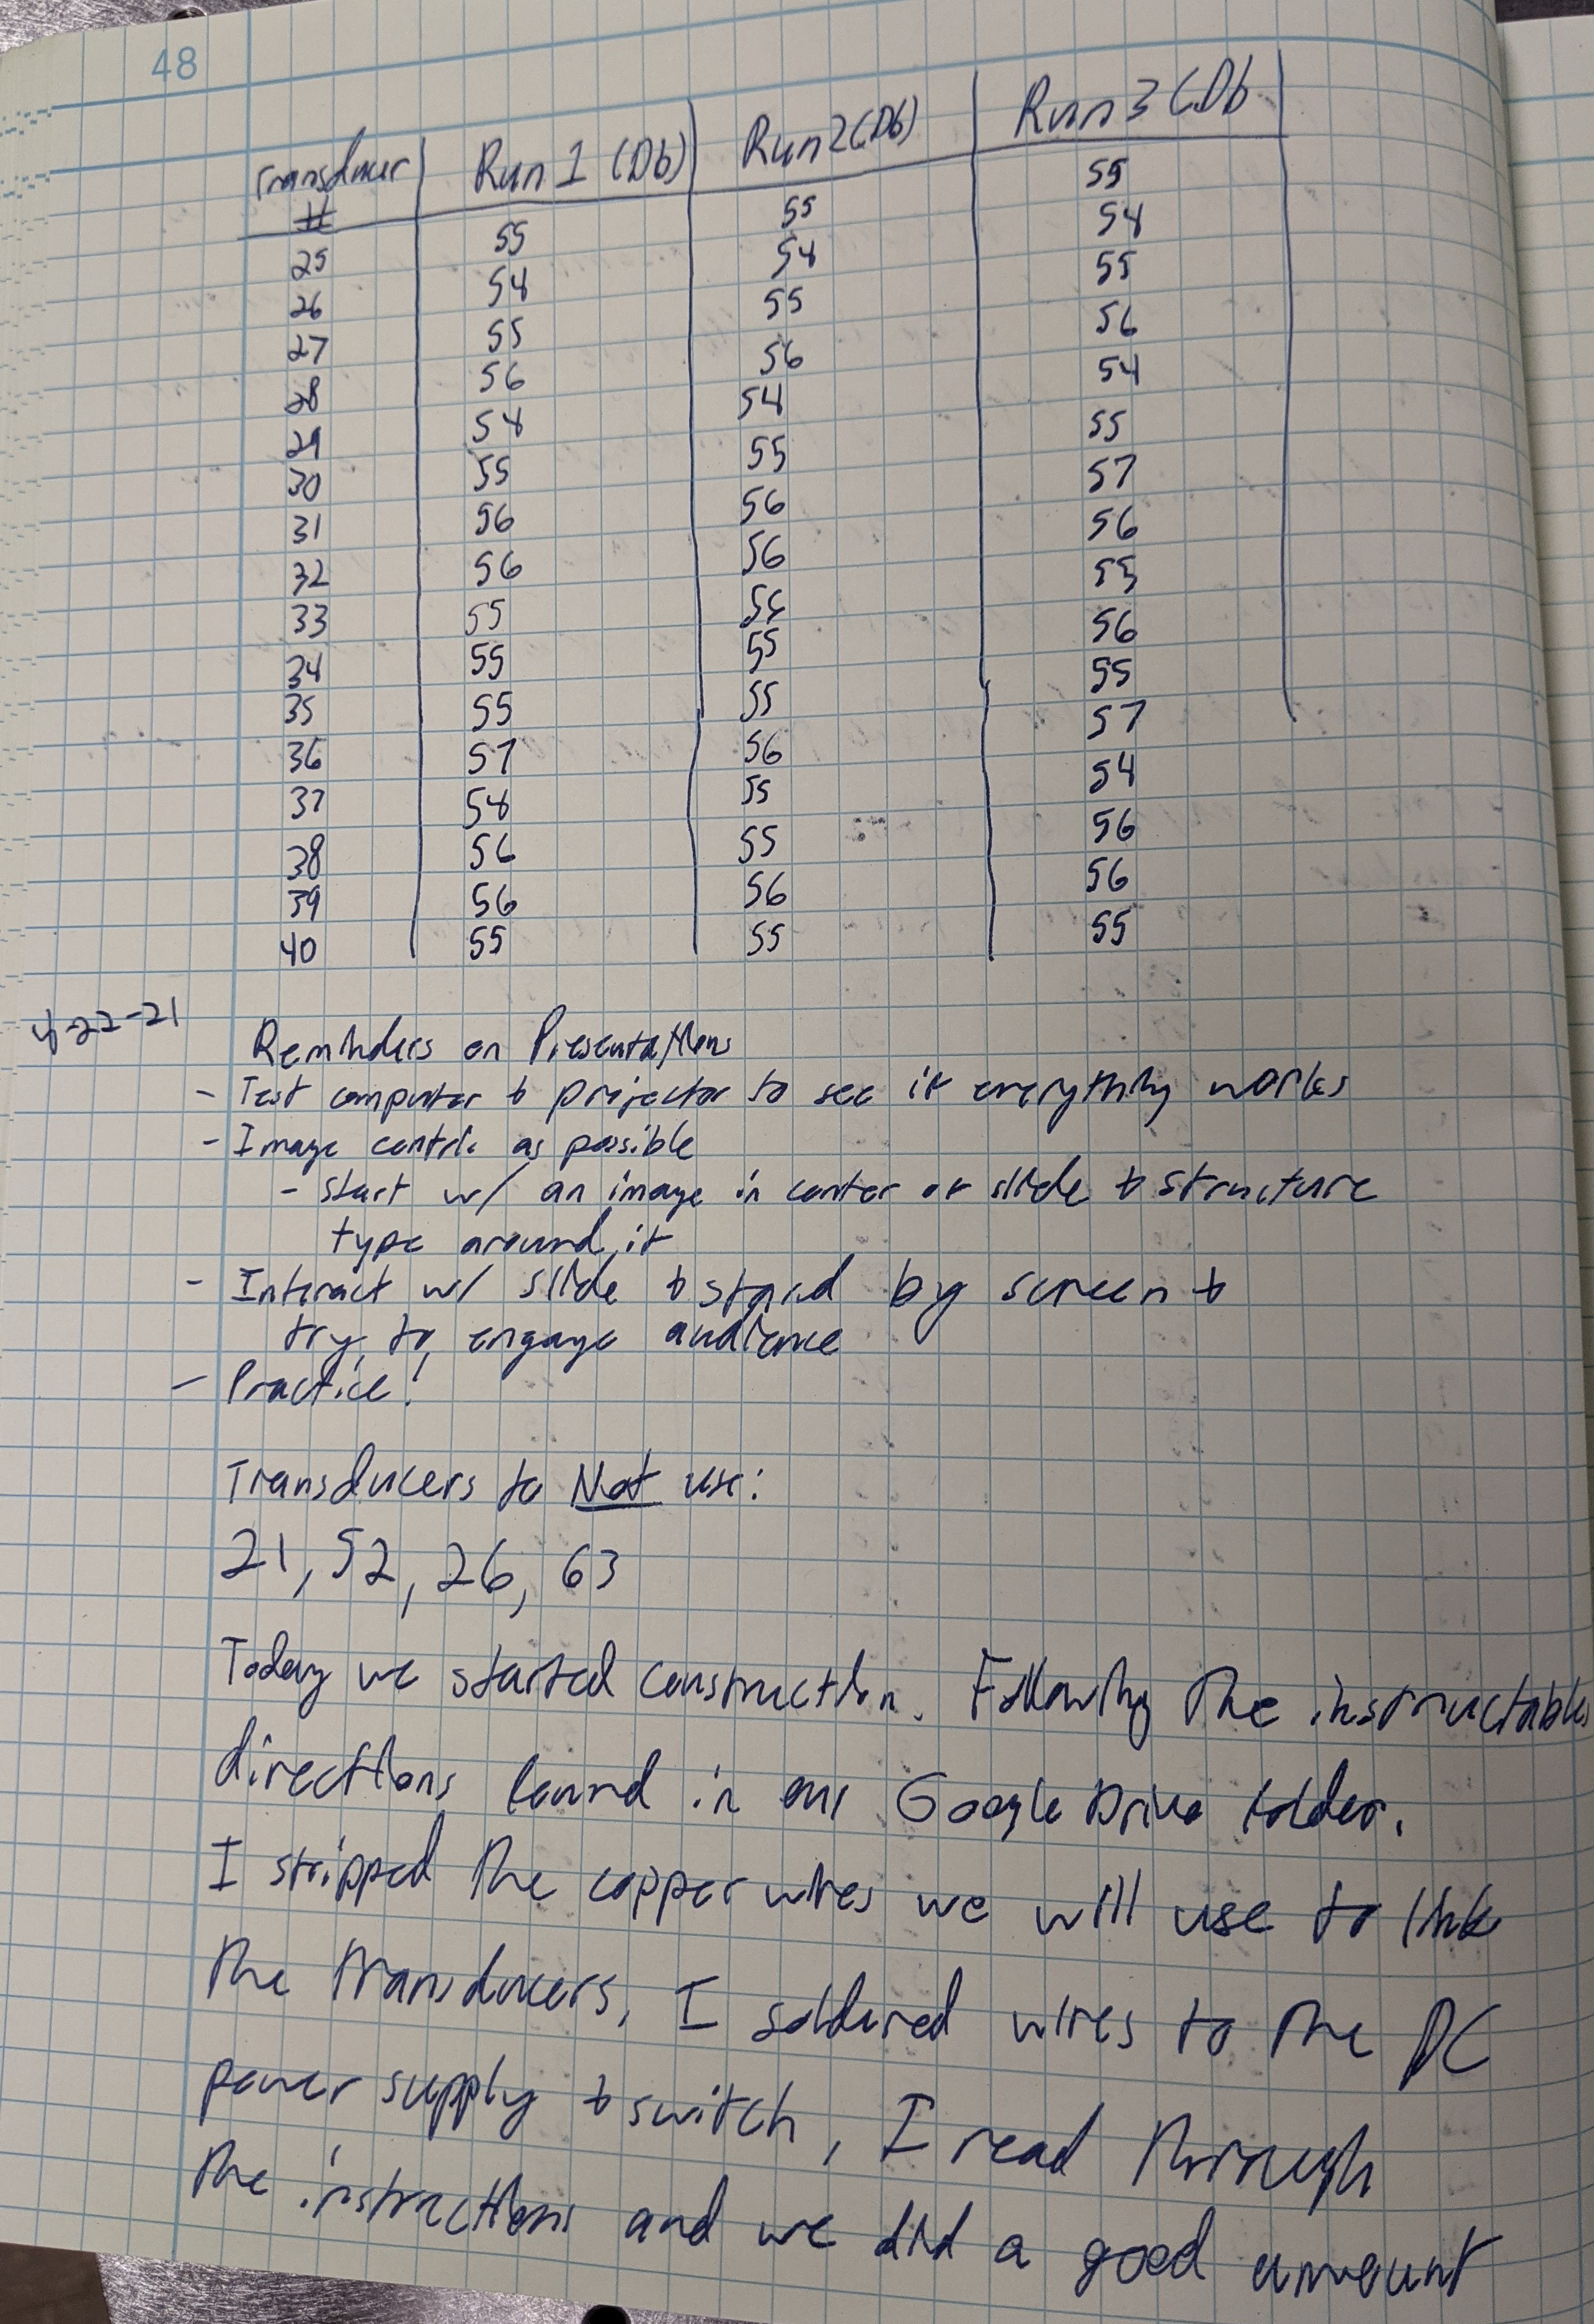 48
Transducer # | Run 1 (Db) | Run 2 (Db) | Run 3 (Db
25 | 55 | 55 | 55
26 | 54 | 54 | 54
27 | 55 | 55 | 55
28 | 56 | 56 | 56
29 | 54 | 54 | 54
30 | 55 | 55 | 55
31 | 56 | 56 | 57
32 | 56 | 56 | 56
33 | 55 | 56 | 55
34 | 55 | 55 | 56
35 | 55 | 55 | 55
36 | 57 | 56 | 57
37 | 54 | 55 | 54
38 | 56 | 55 | 56
39 | 56 | 56 | 56
40 | 55 | 55 | 55
4-22-21
Reminders on Presentations
- Test computer & projector to see if everything works
- Image centric as possible
- start w/ an image in center of slide & structure
type around it
- Interact w/ slide & stand by screen &
try to engage audience
- Practice!
Transducers to Not use:
21, 52, 26, 63
Today we started construction. Following the instructables
directions found in our Google Drive folder.
I stripped the copper wires we will use to link
the transducers, I soldered wires to the DC
power supply & switch, I read through
the instructions and we did a good amount